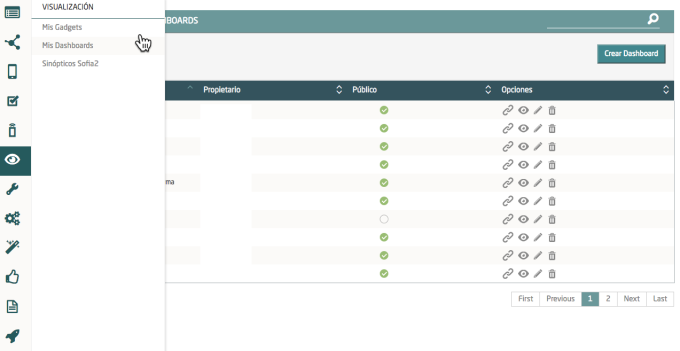 VISUALIZACIÓN
Mis Gadgets
Mis Dashboards
Sinópticos Sofia2
BOARDS
Crear Dashboard
Propietario
Público
Opciones
ma
First Previous 1 2 Next Last